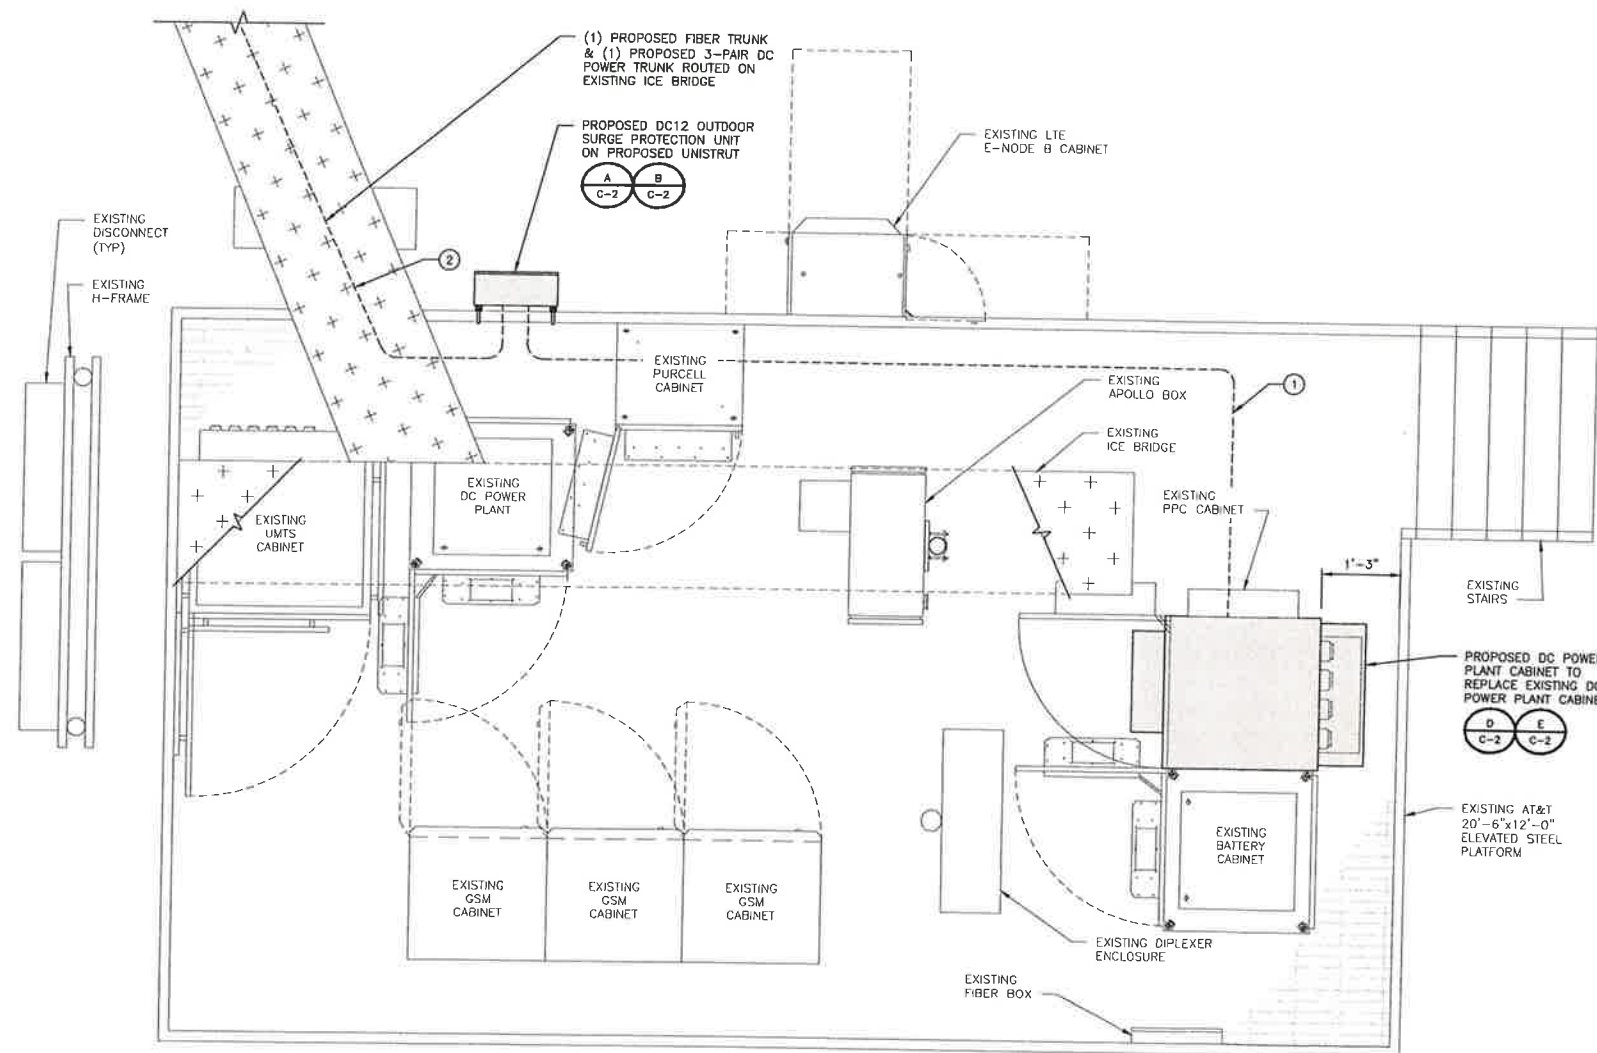 (1) PROPOSED FIBER TRUNK
& (1) PROPOSED 3-PAIR DC
POWER TRUNK ROUTED ON
EXISTING ICE BRIDGE
PROPOSED DC12 OUTDOOR
SURGE PROTECTION UNIT
ON PROPOSED UNISTRUT
A B
C-2 C-2
EXISTING LTE
E-NODE B CABINET
EXISTING
DISCONNECT
(TYP)
EXISTING
H-FRAME
2
EXISTING
PURCELL
CABINET
EXISTING
APOLLO BOX
1
EXISTING
ICE BRIDGE
EXISTING
DC POWER
PLANT
EXISTING
UMTS
CABINET
EXISTING
PPC CABINET
1'-3"
EXISTING
STAIRS
PROPOSED DC POWE
PLANT CABINET TO
REPLACE EXISTING DC
POWER PLANT CABINE
D E
C-2 C-2
EXISTING AT&T
20'-6"x12'-0"
ELEVATED STEEL
PLATFORM
EXISTING
BATTERY
CABINET
EXISTING
GSM
CABINET
EXISTING
GSM
CABINET
EXISTING
GSM
CABINET
EXISTING DIPLEXER
ENCLOSURE
EXISTING
FIBER BOX